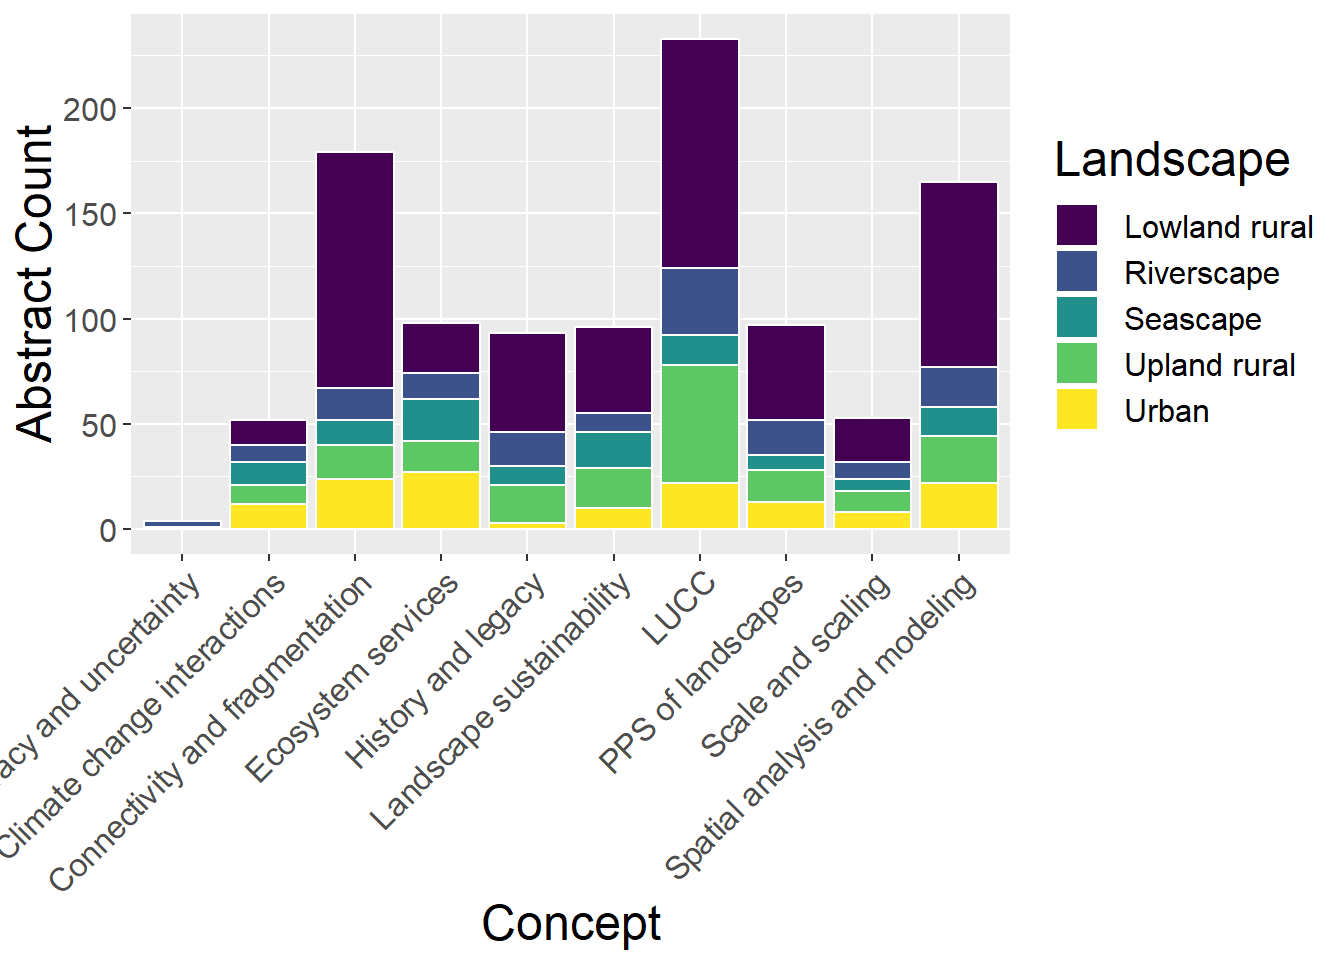 Abstract Count
200
150
100
50
0
acy and uncertainty
Climate change interactions
Connectivity and fragmentation
Ecosystem services
History and legacy
Landscape sustainability
LUCC
PPS of landscapes
Scale and scaling
Spatial analysis and modeling
Concept
Landscape
Lowland rural
Riverscape
Seascape
Upland rural
Urban